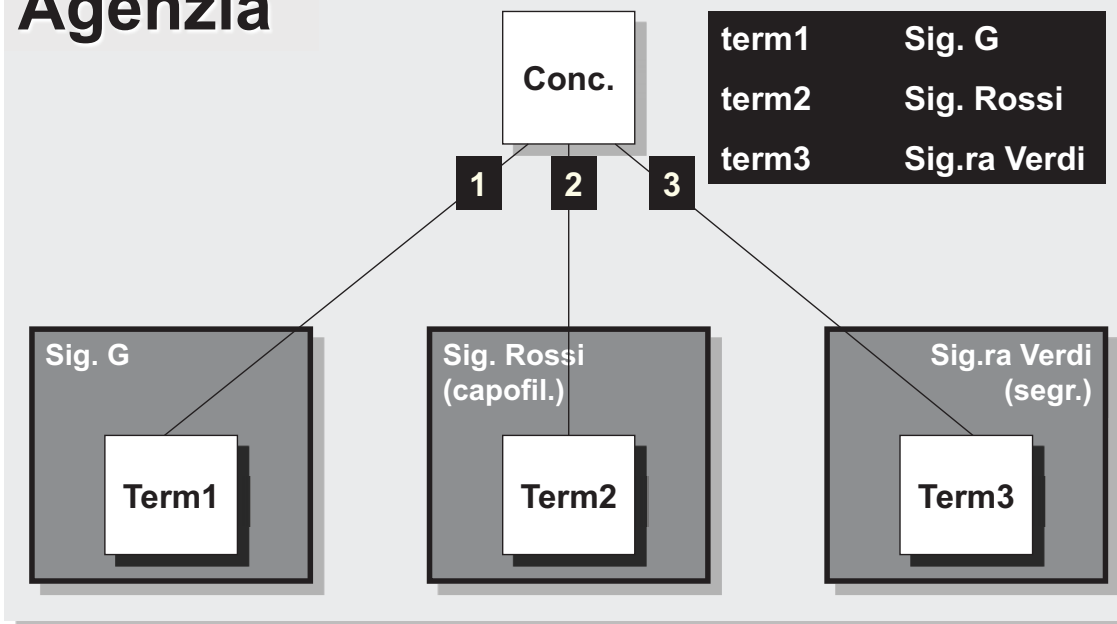 Agenzia
Conc.
term1 Sig. G
term2 Sig. Rossi
term3 Sig.ra Verdi
1 2 3
Sig. G
Sig. Rossi
(capofil.)
Sig.ra Verdi
(segr.)
Term1
Term2
Term3